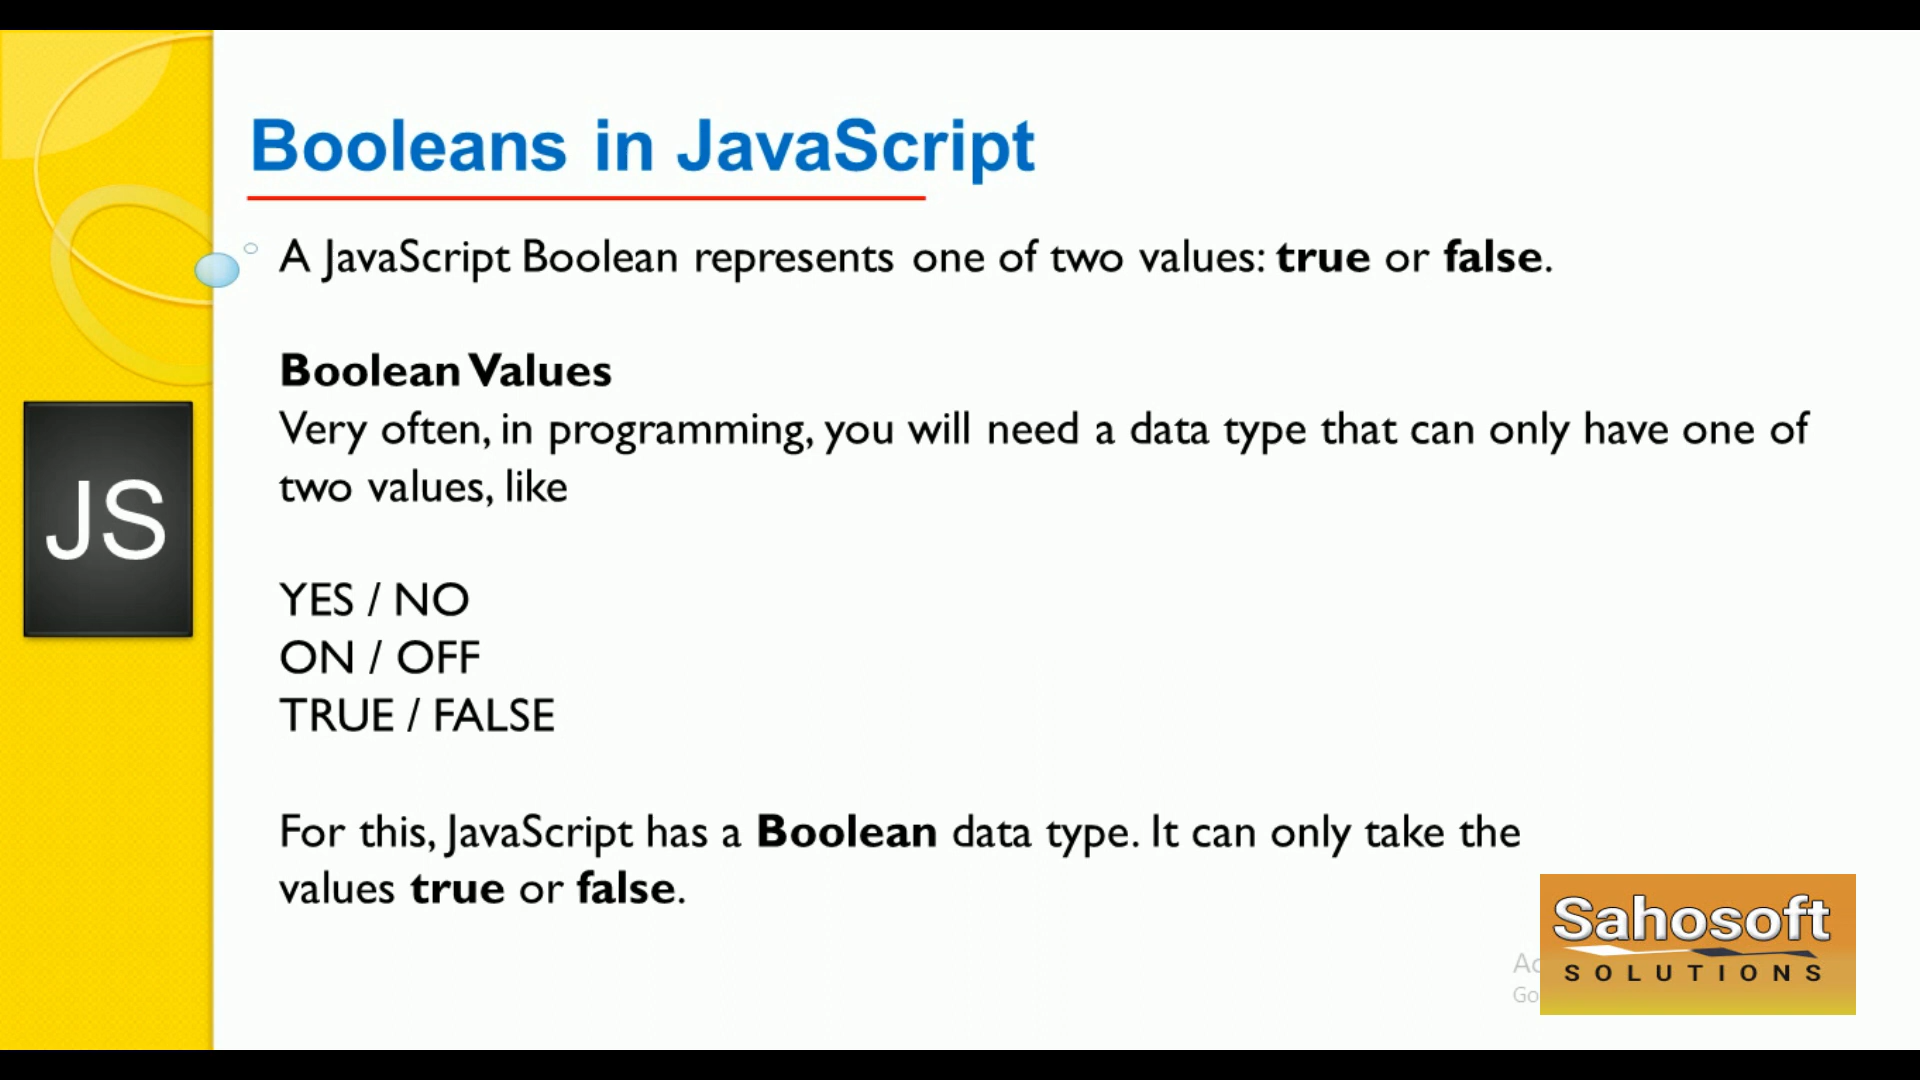 Booleans in JavaScript
A JavaScript Boolean represents one of two values: true or false.
Boolean Values
Very often, in programming, you will need a data type that can only have one of
two values, like
JS
YES / NO
ON / OFF
TRUE / FALSE
For this, JavaScript has a Boolean data type. It can only take the
values true or false.
Sahosoft
SOLUTIONS
Go